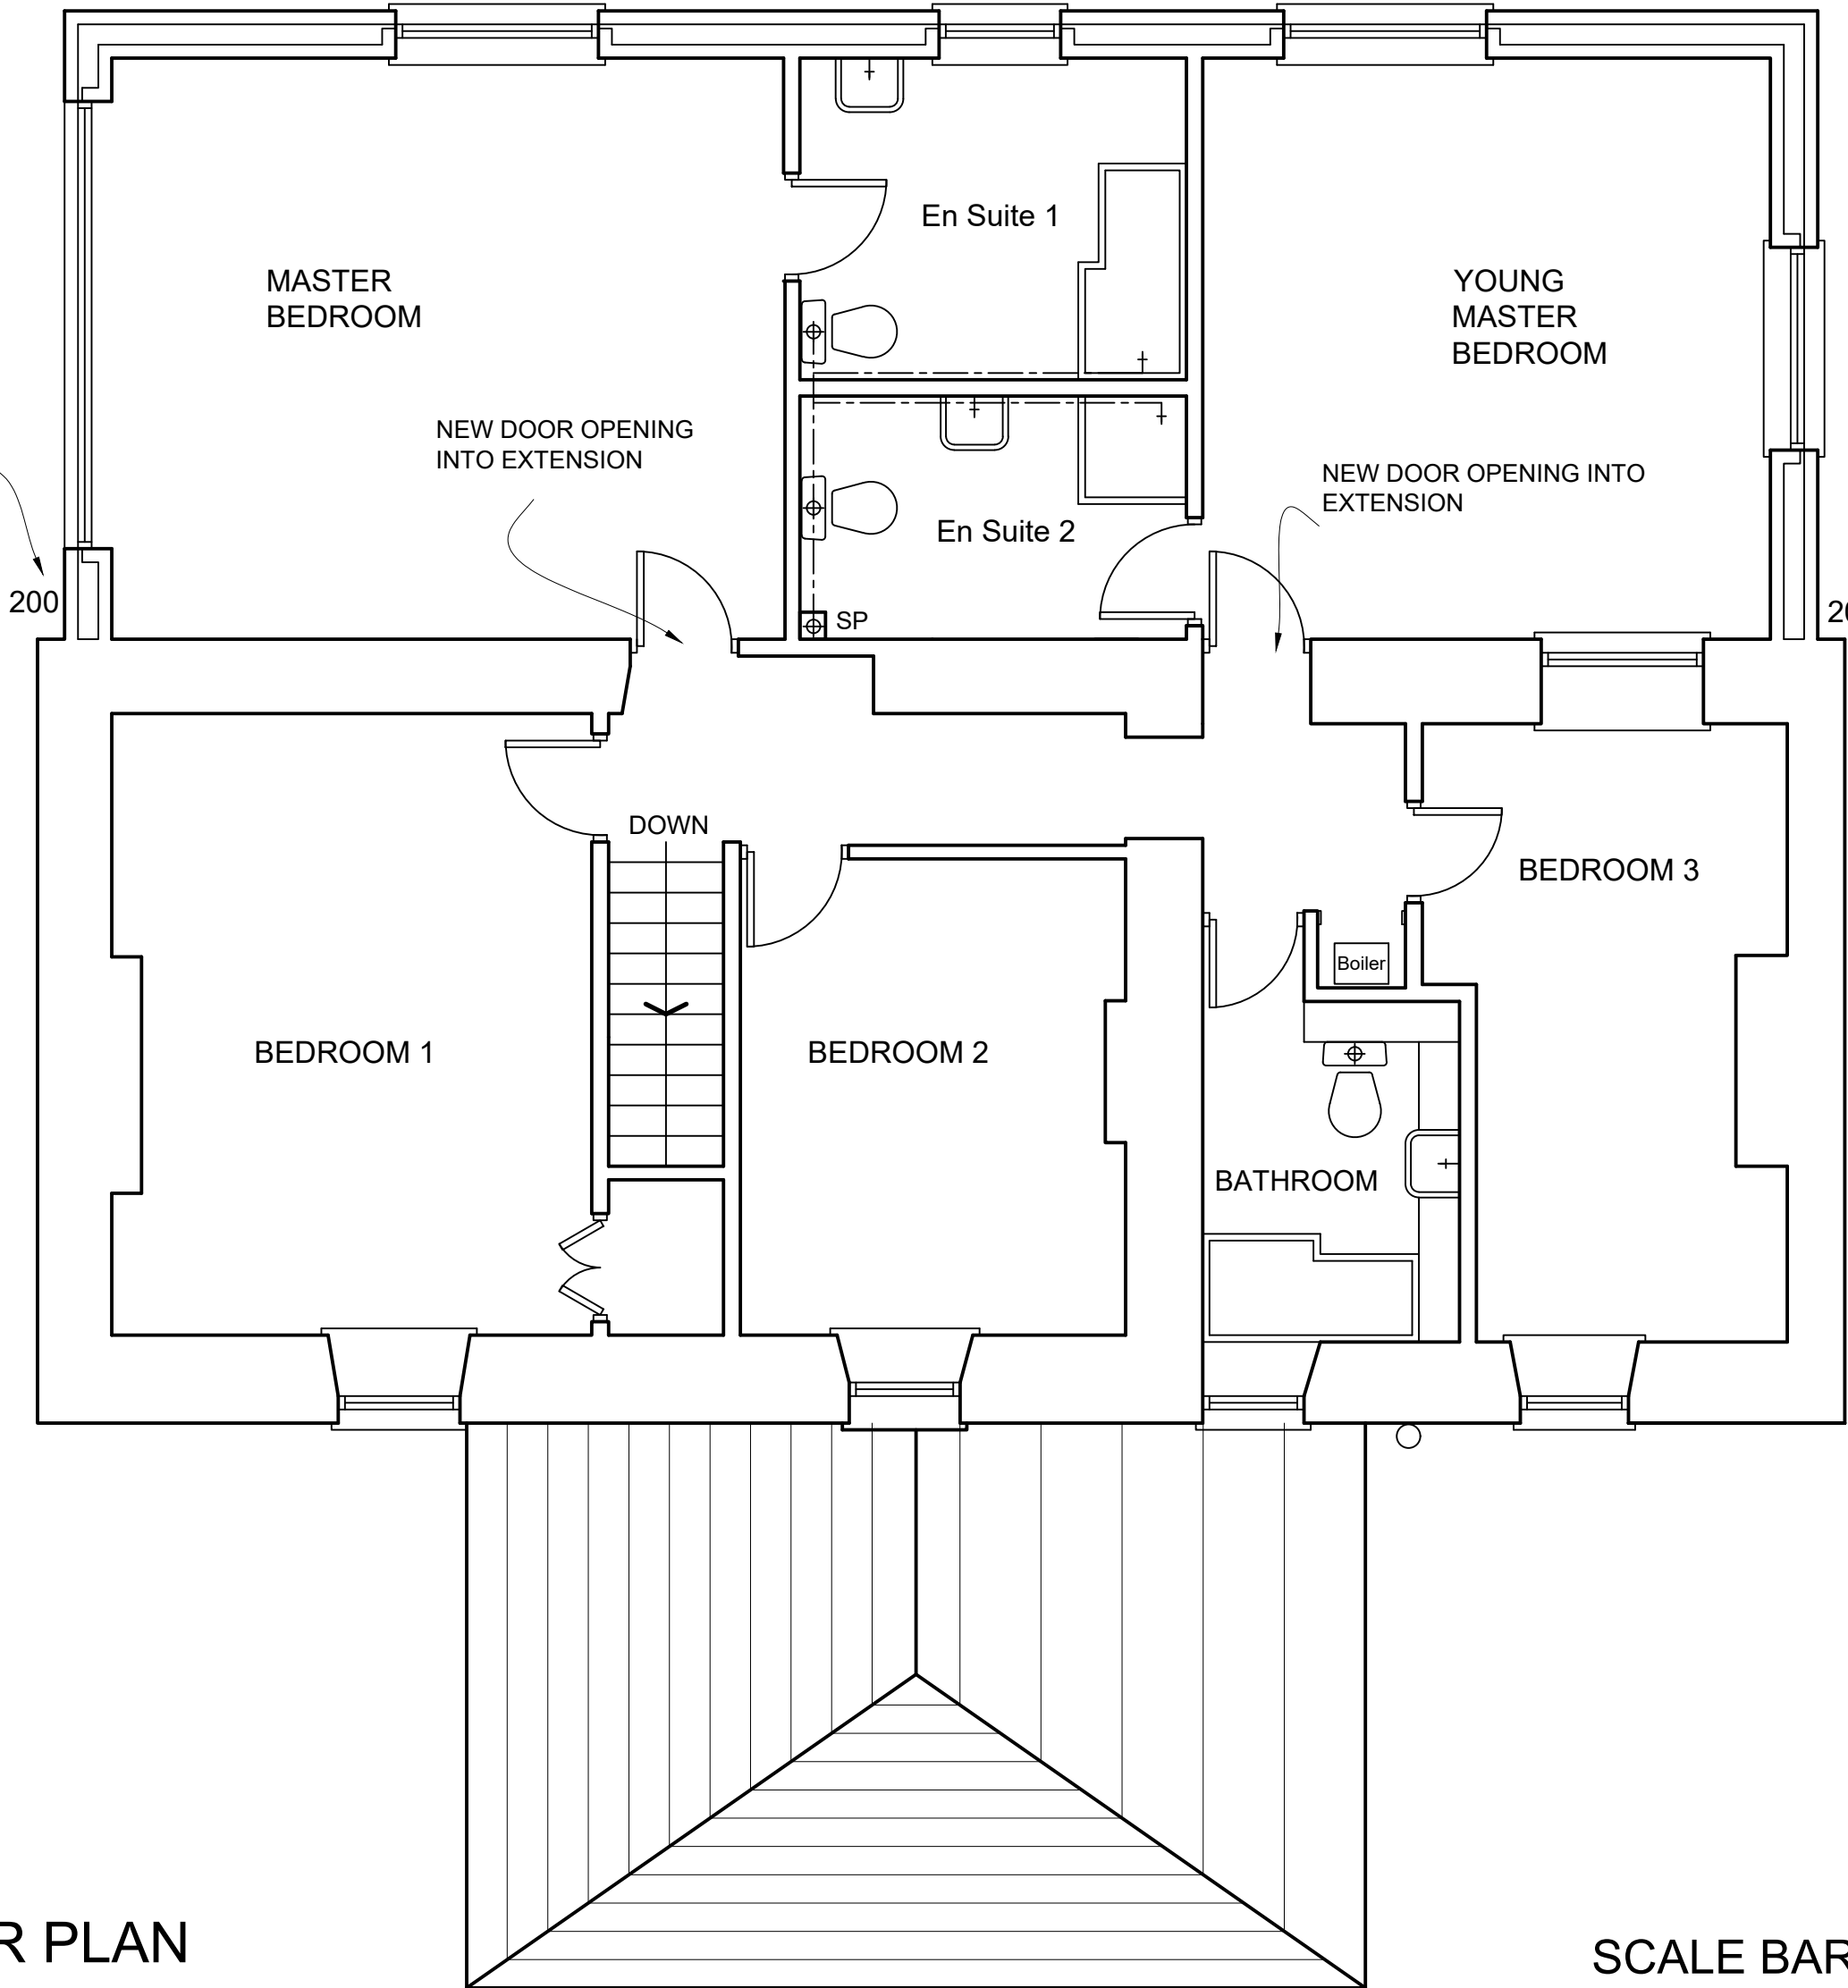 En Suite 1
MASTER
BEDROOM
YOUNG
MASTER
BEDROOM
NEW DOOR OPENING
INTO EXTENSION
NEW DOOR OPENING INTO
EXTENSION
En Suite 2
200
SP
DOWN
BEDROOM 3
Boiler
BEDROOM 1
BEDROOM 2
BATHROOM
R PLAN
SCALE BAR